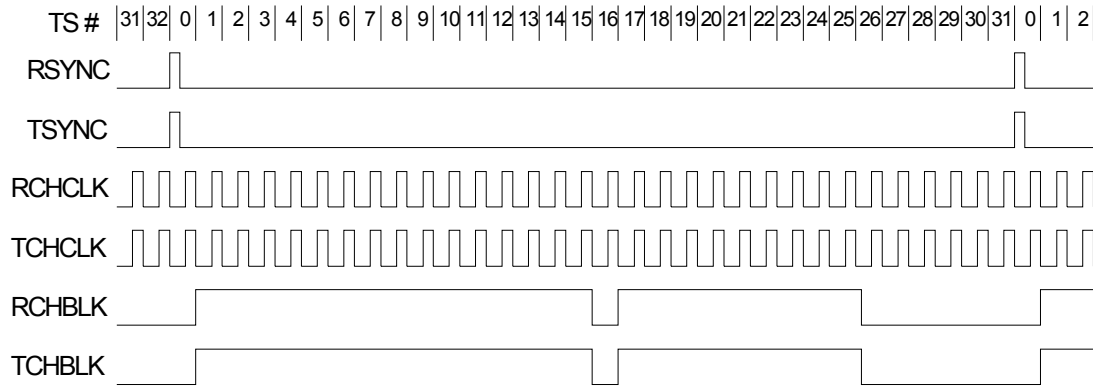 TS # 31 32 0 1 2 3 4 5 6 7 8 9 10 11 12 13 14 15 16 17 18 19 20 21 22 23 24 25 26 27 28 29 30 31 0 1 2
RSYNC
TSYNC
RCHCLK
TCHCLK
RCHBLK
TCHBLK